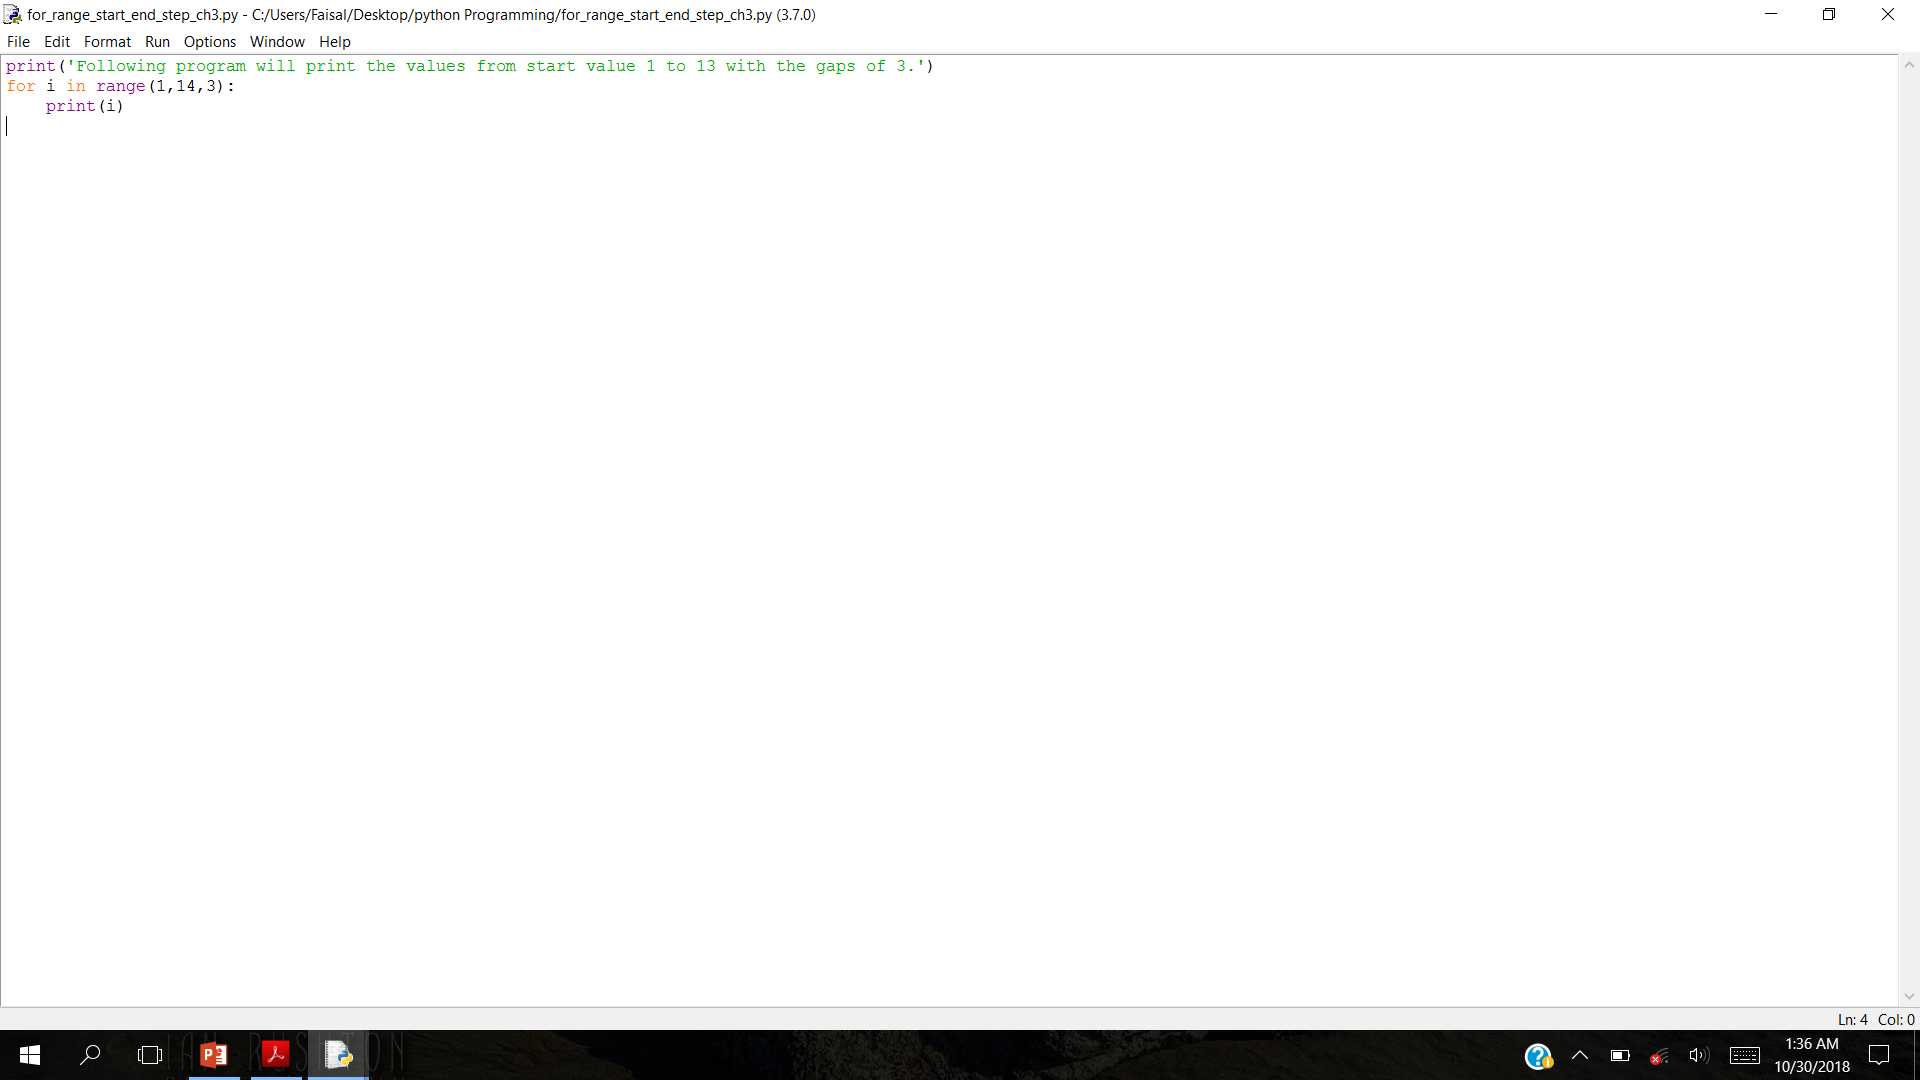 for_range_start_end_step_ch3.py - C:/Users/Faisal/Desktop/python Programming/for_range_start_end_step_ch3.py (3.7.0)
File Edit Format Run Options Window Help
print('Following program will print the values from start value 1 to 13 with the gaps of 3.')
for i in range(1,14,3):
    print(i)
Ln: 4 Col: 0
1:36 AM
10/30/2018